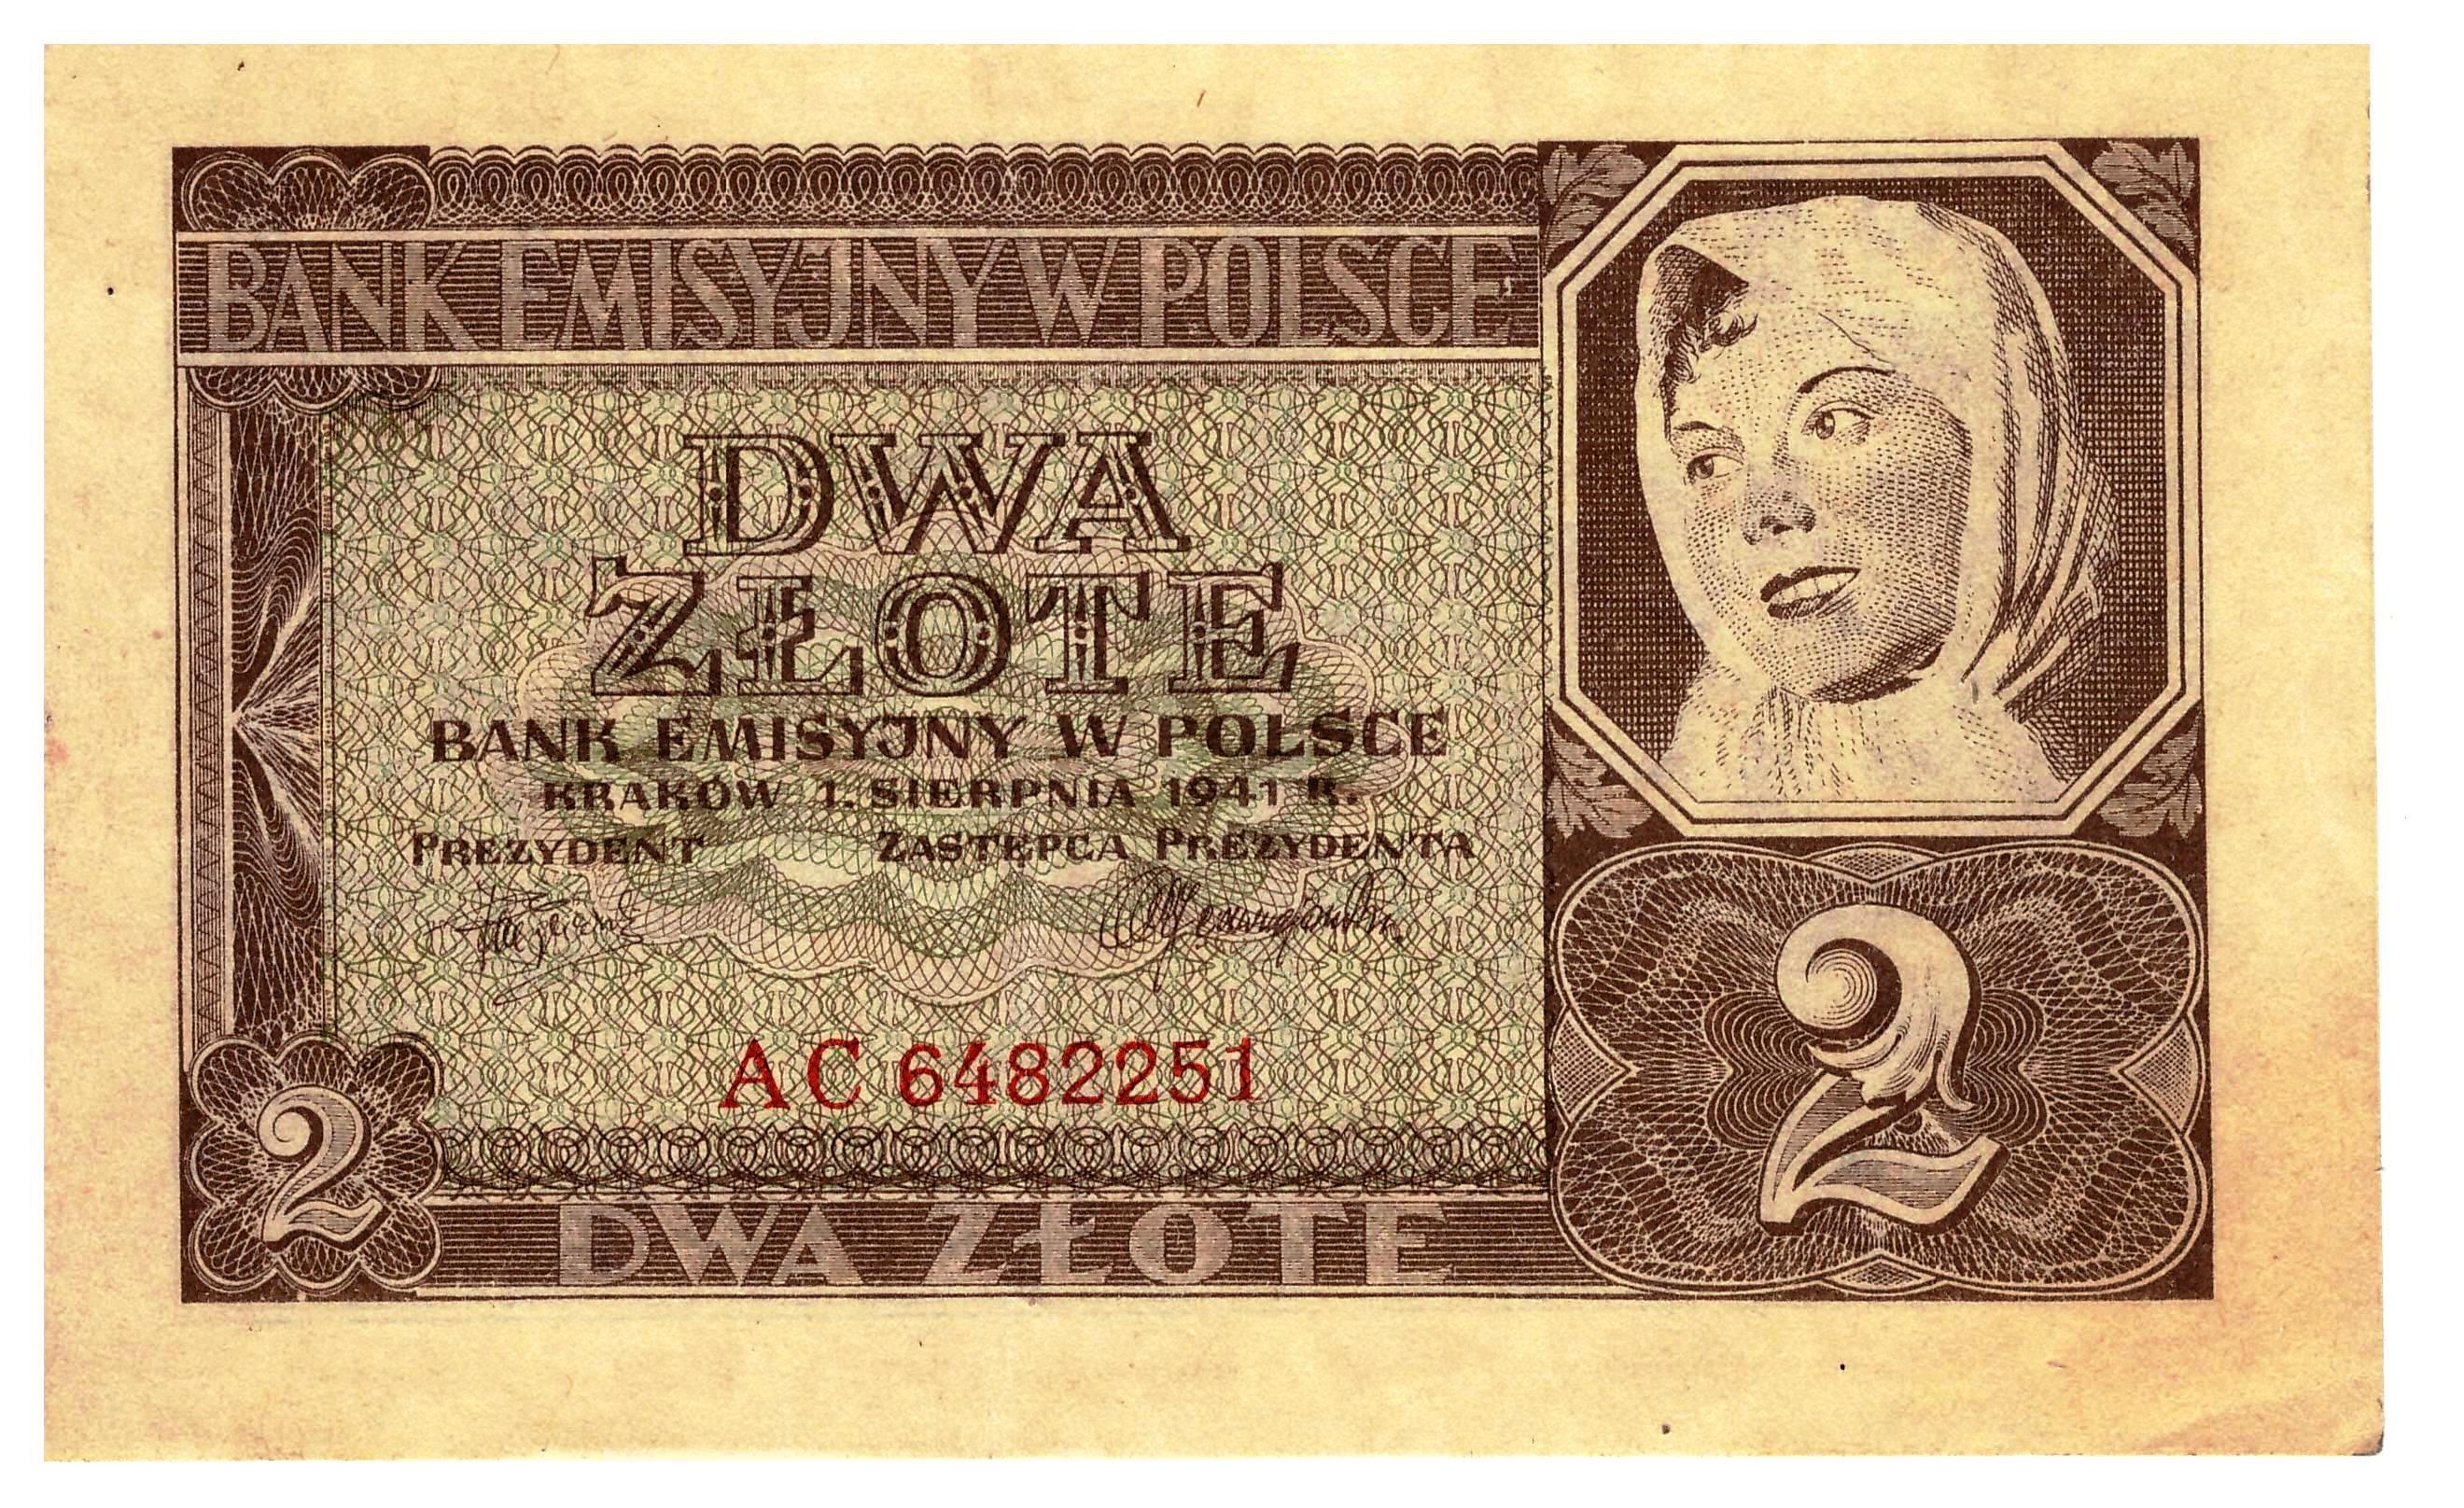 BANK EMISYJNY W POLSCE
DWA
ZŁOTE
BANK EMISYJNY W POLSCE
KRAKÓW 1. SIERPNIA 1941 R.
PREZYDENT ZASTĘPCA PREZYDENTA
AC 6482251
2
2
DWA ZŁOTE